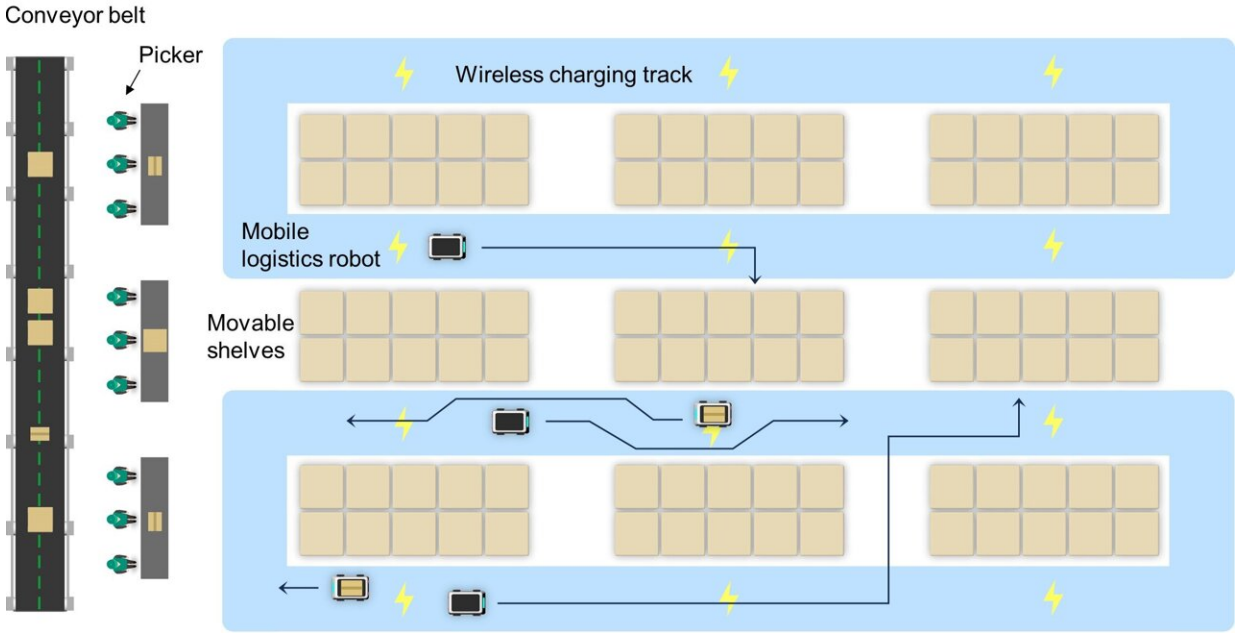 Conveyor belt
Picker
Wireless charging track
Mobile
logistics robot
Movable
shelves